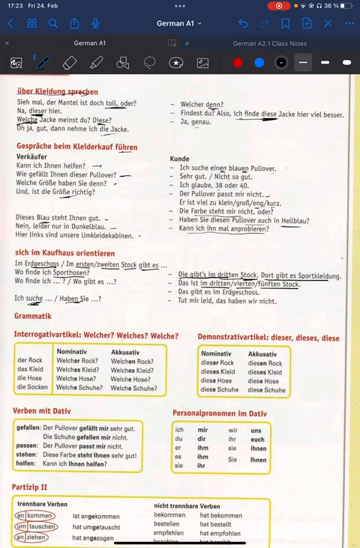 17:23 Fri 24. Feb
36 %
German A1
German A1
German A2.1 Class Notes
über Kleidung sprechen
Sieh mal, der Mantel ist doch toll, oder?
Na, dieser hier.
Welche Jacke meinst du? Diese?
Oh ja, gut, dann nehme ich die Jacke.
– Welcher denn?
– Findest du? Also, ich finde diese Jacke hier viel besser.
– Ja, genau.
Gespräche beim Kleiderkauf führen
Verkäufer
Kann ich Ihnen helfen?
Wie gefällt Ihnen dieser Pullover?
Welche Größe haben Sie denn?
Und, ist die Größe richtig?
Dieses Blau steht Ihnen gut.
Nein, leider nur in Dunkelblau.
Hier links sind unsere Umkleidekabinen.
Kunde
– Ich suche einen blauen Pullover.
– Sehr gut. / Nicht so gut.
– Ich glaube, 38 oder 40.
– Der Pullover passt mir nicht.
Er ist viel zu klein/groß/eng/kurz.
– Die Farbe steht mir nicht, oder?
– Haben Sie diesen Pullover auch in Hellblau?
– Kann ich ihn mal anprobieren?
sich im Kaufhaus orientieren
Im Erdgeschoss / Im ersten/zweiten Stock gibt es ...
Wo finde ich Sporthosen?
Wo finde ich ... ? / Wo gibt es ...?
Ich suche ... / Haben Sie ...?
– Die gibt's im dritten Stock. Dort gibt es Sportkleidung.
– Das ist im dritten/vierten/fünften Stock.
– Das gibt es im Erdgeschoss.
– Tut mir leid, das haben wir nicht.
Grammatik
Interrogativartikel: Welcher? Welches? Welche?
Nominativ Akkusativ
der Rock Welcher Rock? Welchen Rock?
das Kleid Welches Kleid? Welches Kleid?
die Hose Welche Hose? Welche Hose?
die Socken Welche Schuhe? Welche Schuhe?
Demonstrativartikel: dieser, dieses, diese
Nominativ Akkusativ
dieser Rock diesen Rock
dieses Kleid dieses Kleid
diese Hose diese Hose
diese Schuhe diese Schuhe
Verben mit Dativ
gefallen: Der Pullover gefällt mir sehr gut.
Die Schuhe gefallen mir nicht.
passen: Der Pullover passt mir nicht.
stehen: Diese Farbe steht Ihnen sehr gut!
helfen: Kann ich Ihnen helfen?
Personalpronomen im Dativ
ich mir wir uns
du dir ihr euch
er ihm sie ihnen
es ihm Sie Ihnen
sie ihr
Partizip II
trennbare Verben
an kommen ist angekommen
um tauschen hat umgetauscht
an ziehen hat angezogen
nicht trennbare Verben
bekommen hat bekommen
bestellen hat bestellt
empfehlen hat empfohlen